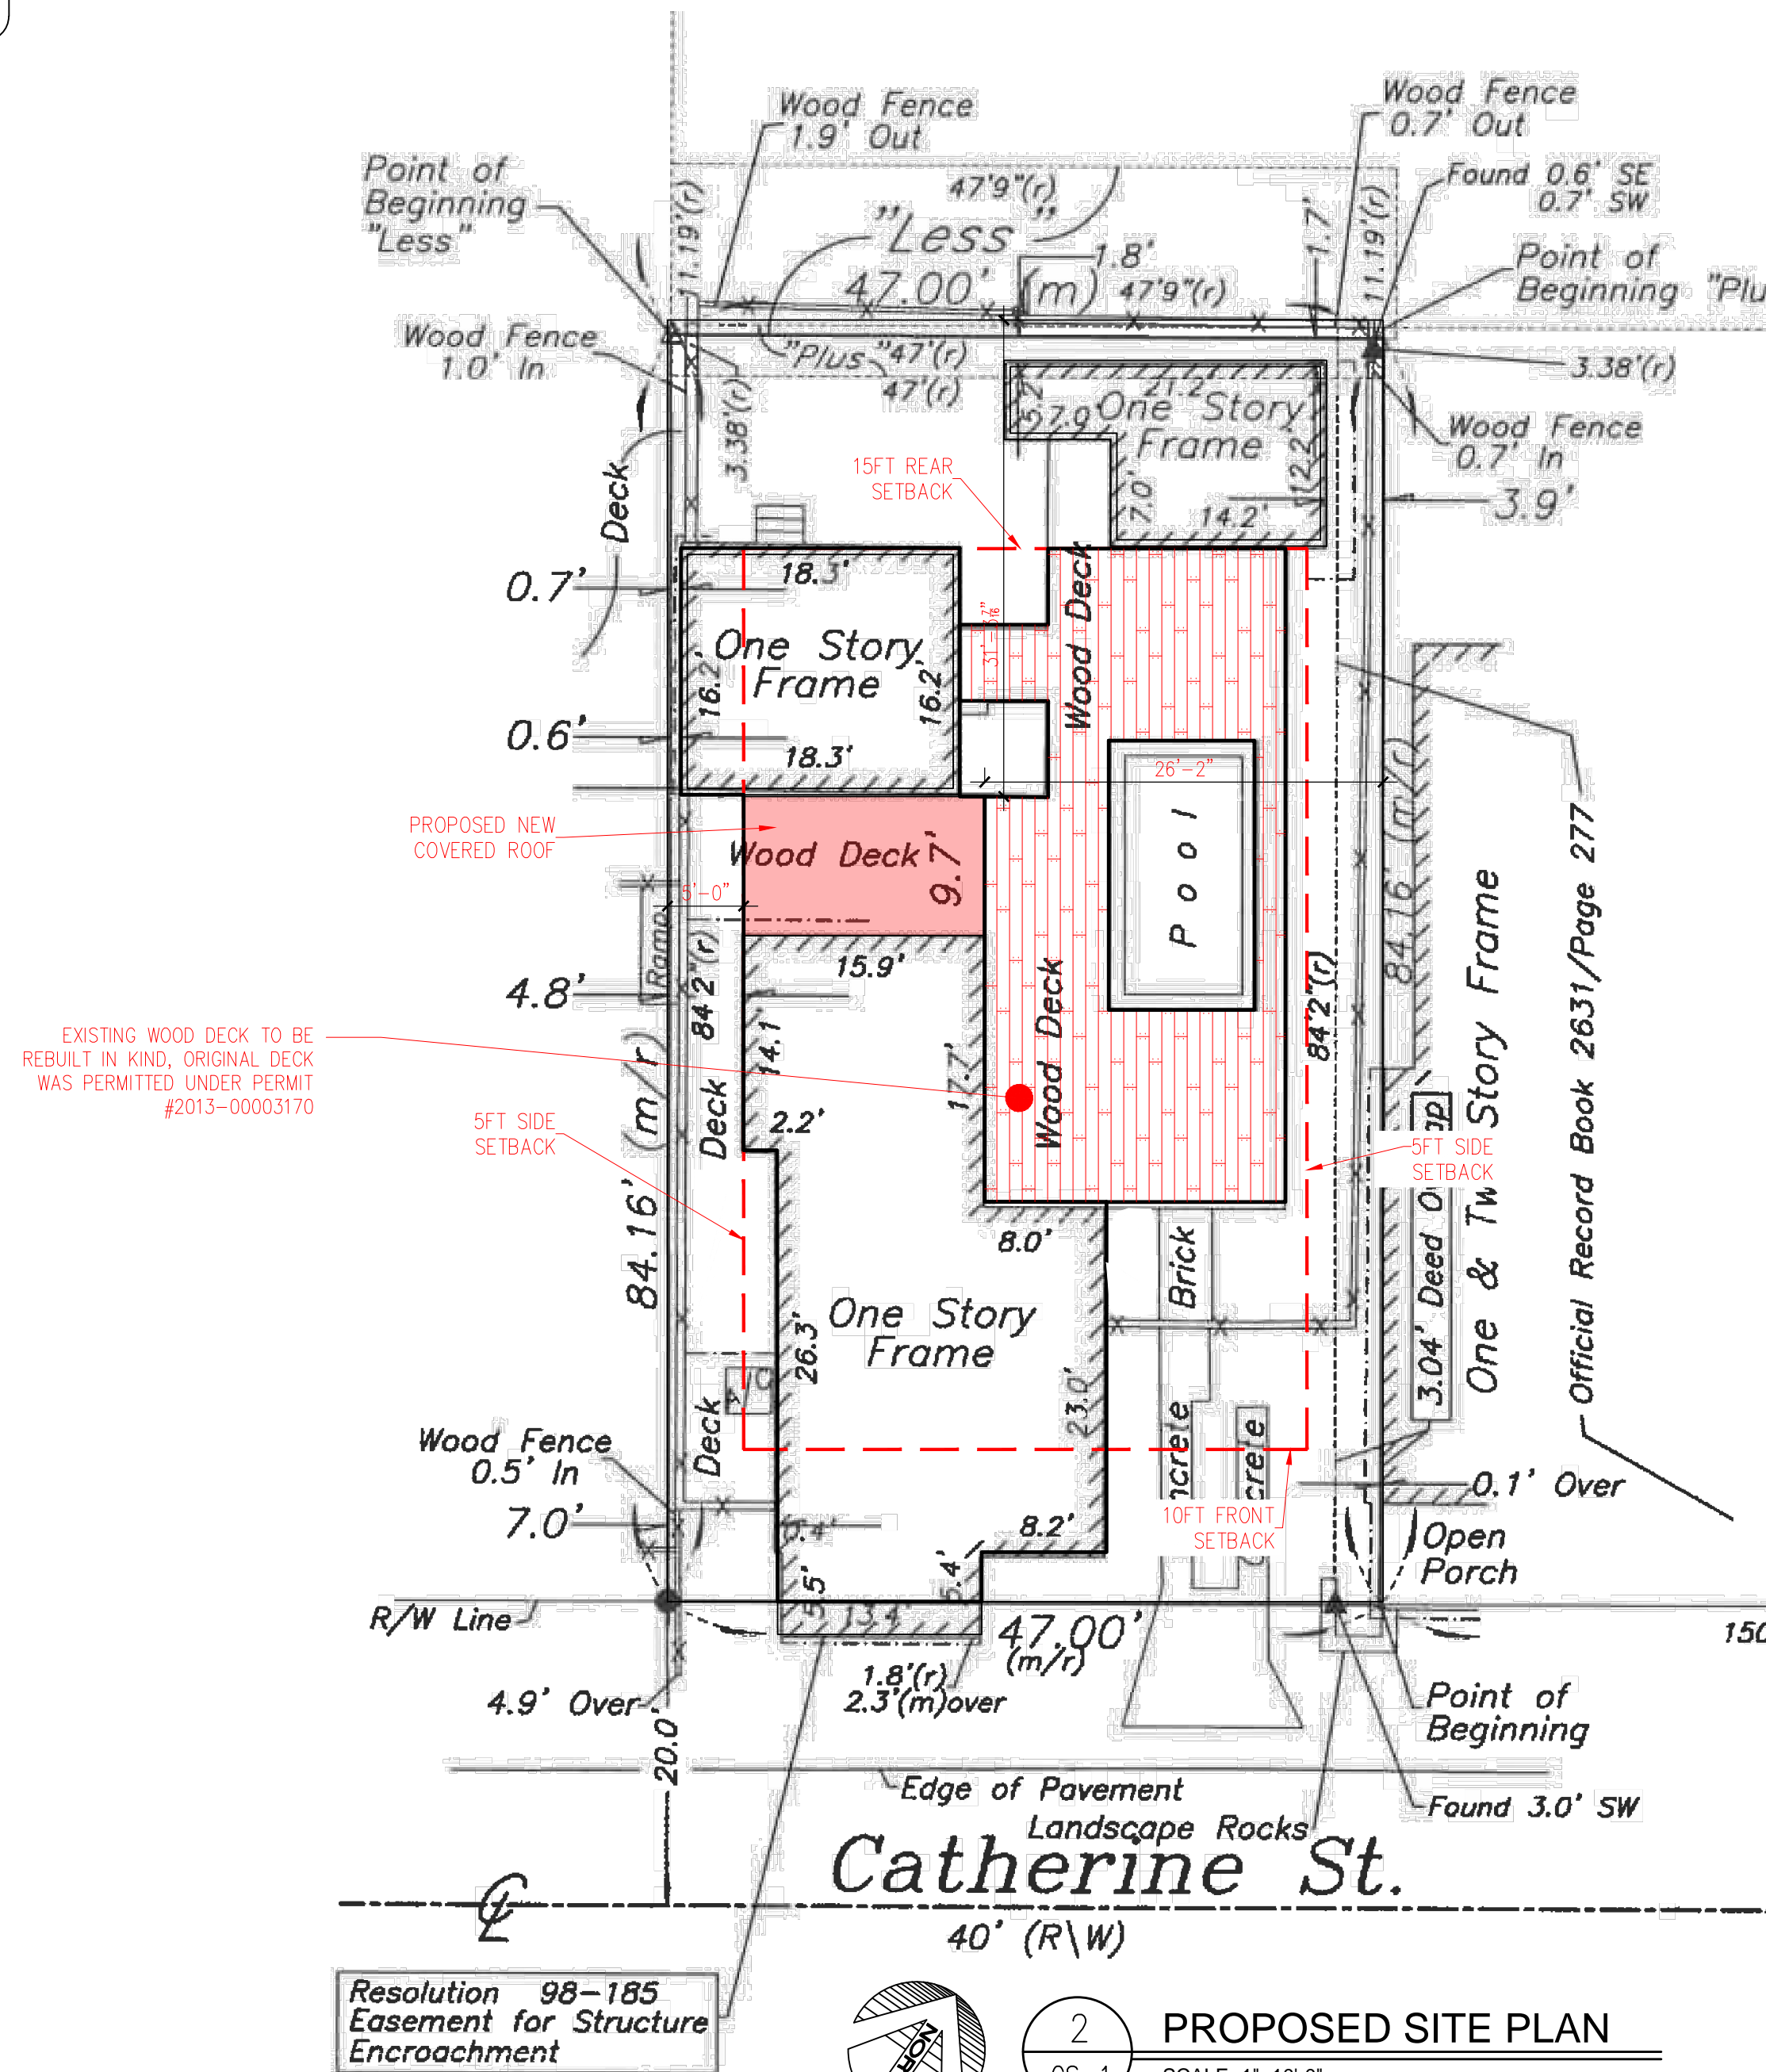 Wood Fence
1.9' Out
Wood Fence
0.7' Out
Point of
Beginning
"Less"
11.19'(r)
47'9"(r)
"Less"
1.8'
47.00' (m)
47'9"(r)
1.7'
11.19'(r)
Found 0.6' SE
0.7' SW
Point of
Beginning
Wood Fence
1.0' In
"Plus"
47'(r)
47'(r)
3.38'(r)
3.38'(r)
5.2'
21.2'
7.0'
One Story
Frame
12.2'
7.0'
14.2'
Wood Fence
0.7' In
3.9'
15FT REAR
SETBACK
Deck
0.7'
18.3'
One Story
Frame
16.2'
16.2'
18.3'
0.6'
Wood Deck
26'-2"
Pool
PROPOSED NEW
COVERED ROOF
Wood Deck
9.7'
5'-0"
Ramp
84'2"(r)
15.9'
4.8'
14.1'
17.7'
Wood Deck
84'2"(r)
84.16' (m/r)
One & Two Story Frame
Official Record Book 2631/Page 277
EXISTING WOOD DECK TO BE
REBUILT IN KIND, ORIGINAL DECK
WAS PERMITTED UNDER PERMIT
#2013-00003170
84.16' (m/r)
Deck
2.2'
5FT SIDE
SETBACK
5FT SIDE
SETBACK
3.04' Deed
8.0'
Brick
One Story
Frame
26.3'
23.0'
Deck
Wood Fence
0.5' In
7.0'
10FT FRONT
SETBACK
0.1' Over
Open
Porch
8.2'
5.4'
5.5'
13.4'
R/W Line
47.00'
(m/r)
1.8'(r)
2.3'(m)over
4.9' Over
20.0'
150
Point of
Beginning
Edge of Pavement
Landscape Rocks
Found 3.0' SW
Catherine St.
40' (R\W)
Resolution 98-185
Easement for Structure
Encroachment
2
PROPOSED SITE PLAN